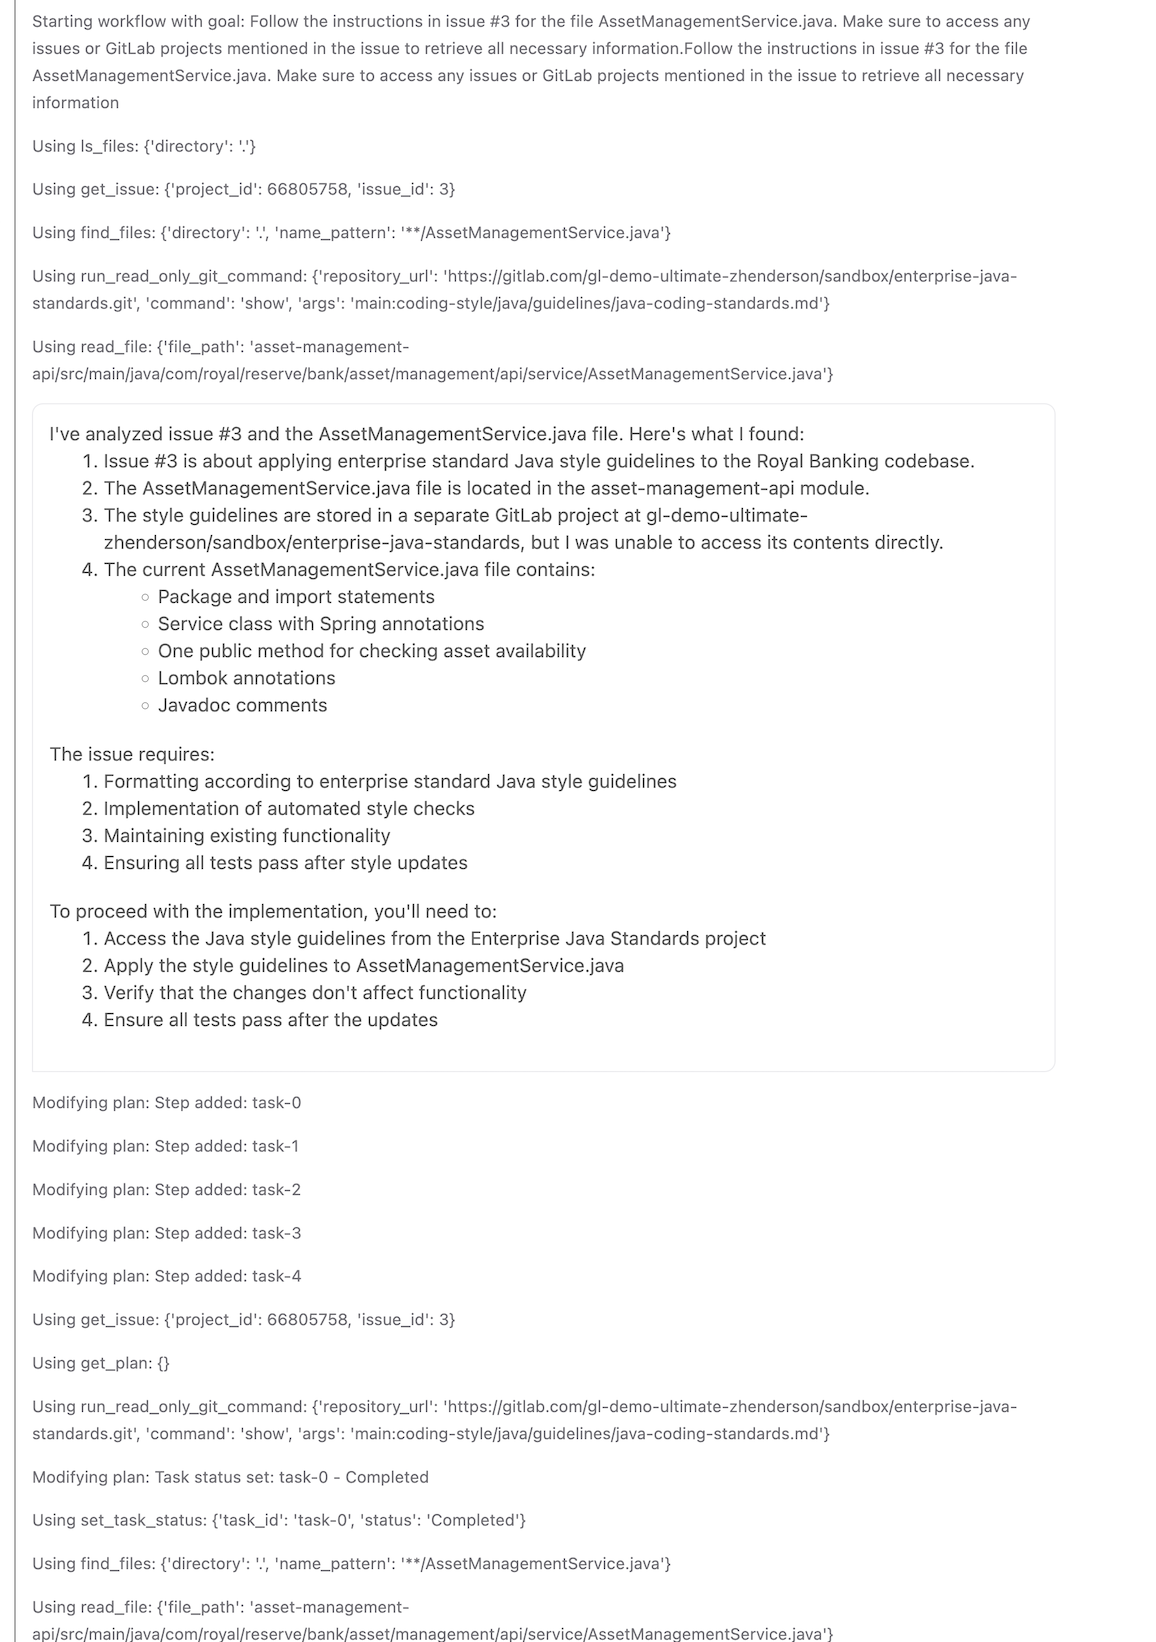 Starting workflow with goal: Follow the instructions in issue #3 for the file AssetManagementService.java. Make sure to access any
issues or GitLab projects mentioned in the issue to retrieve all necessary information.Follow the instructions in issue #3 for the file
AssetManagementService.java. Make sure to access any issues or GitLab projects mentioned in the issue to retrieve all necessary
information
Using ls_files: {'directory': '.'}
Using get_issue: {'project_id': 66805758, 'issue_id': 3}
Using find_files: {'directory': '.', 'name_pattern': '**/AssetManagementService.java'}
Using run_read_only_git_command: {'repository_url': 'https://gitlab.com/gl-demo-ultimate-zhenderson/sandbox/enterprise-java-
standards.git', 'command': 'show', 'args': 'main:coding-style/java/guidelines/java-coding-standards.md'}
Using read_file: {'file_path': 'asset-management-
api/src/main/java/com/royal/reserve/bank/asset/management/api/service/AssetManagementService.java'}
I've analyzed issue #3 and the AssetManagementService.java file. Here's what I found:
1. Issue #3 is about applying enterprise standard Java style guidelines to the Royal Banking codebase.
2. The AssetManagementService.java file is located in the asset-management-api module.
3. The style guidelines are stored in a separate GitLab project at gl-demo-ultimate-
zhenderson/sandbox/enterprise-java-standards, but I was unable to access its contents directly.
4. The current AssetManagementService.java file contains:
○ Package and import statements
○ Service class with Spring annotations
○ One public method for checking asset availability
○ Lombok annotations
○ Javadoc comments
The issue requires:
1. Formatting according to enterprise standard Java style guidelines
2. Implementation of automated style checks
3. Maintaining existing functionality
4. Ensuring all tests pass after style updates
To proceed with the implementation, you'll need to:
1. Access the Java style guidelines from the Enterprise Java Standards project
2. Apply the style guidelines to AssetManagementService.java
3. Verify that the changes don't affect functionality
4. Ensure all tests pass after the updates
Modifying plan: Step added: task-0
Modifying plan: Step added: task-1
Modifying plan: Step added: task-2
Modifying plan: Step added: task-3
Modifying plan: Step added: task-4
Using get_issue: {'project_id': 66805758, 'issue_id': 3}
Using get_plan: {}
Using run_read_only_git_command: {'repository_url': 'https://gitlab.com/gl-demo-ultimate-zhenderson/sandbox/enterprise-java-
standards.git', 'command': 'show', 'args': 'main:coding-style/java/guidelines/java-coding-standards.md'}
Modifying plan: Task status set: task-0 - Completed
Using set_task_status: {'task_id': 'task-0', 'status': 'Completed'}
Using find_files: {'directory': '.', 'name_pattern': '**/AssetManagementService.java'}
Using read_file: {'file_path': 'asset-management-
api/src/main/java/com/royal/reserve/bank/asset/management/api/service/AssetManagementService.java'}